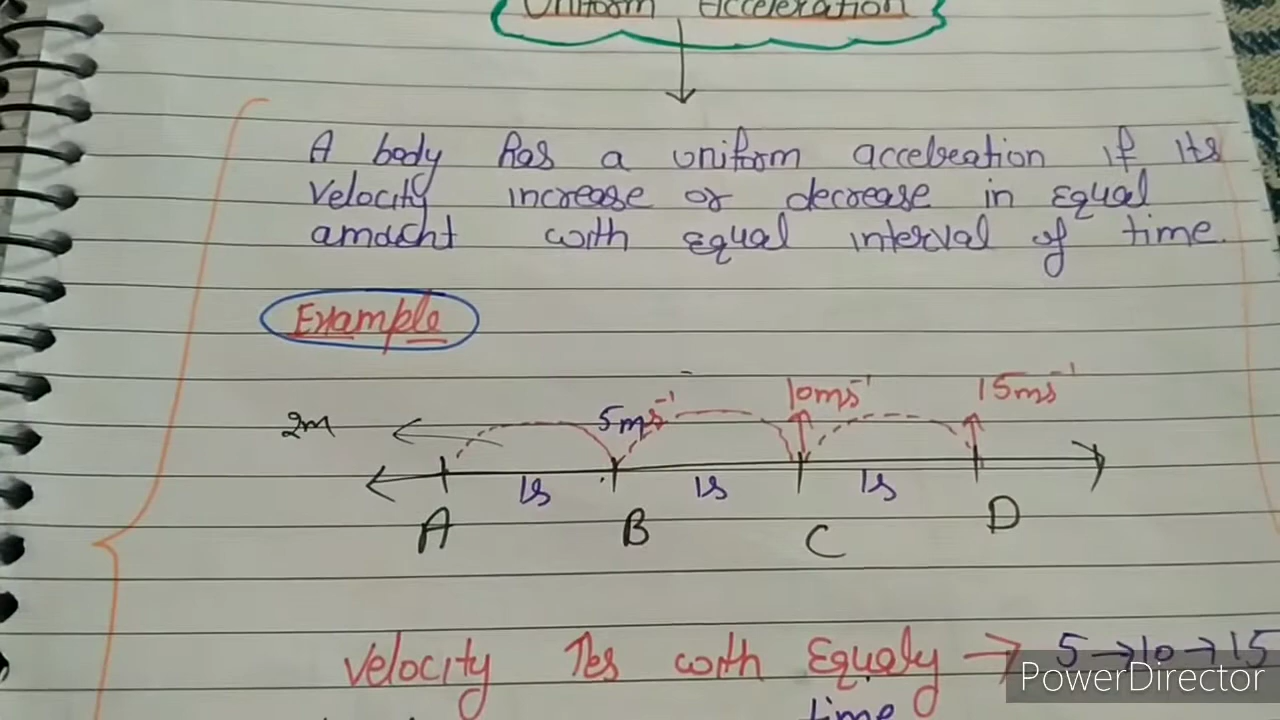 Uniform Acceleration
A body has a uniform accelreation if its
velocity increase or decrease in equal
amount with equal interval of time.
Example
2m 5ms⁻¹ 10ms⁻¹ 15ms⁻¹
1s 1s 1s
A B C D
Velocity ↑es with Equaly → 5→10→15
time
PowerDirector